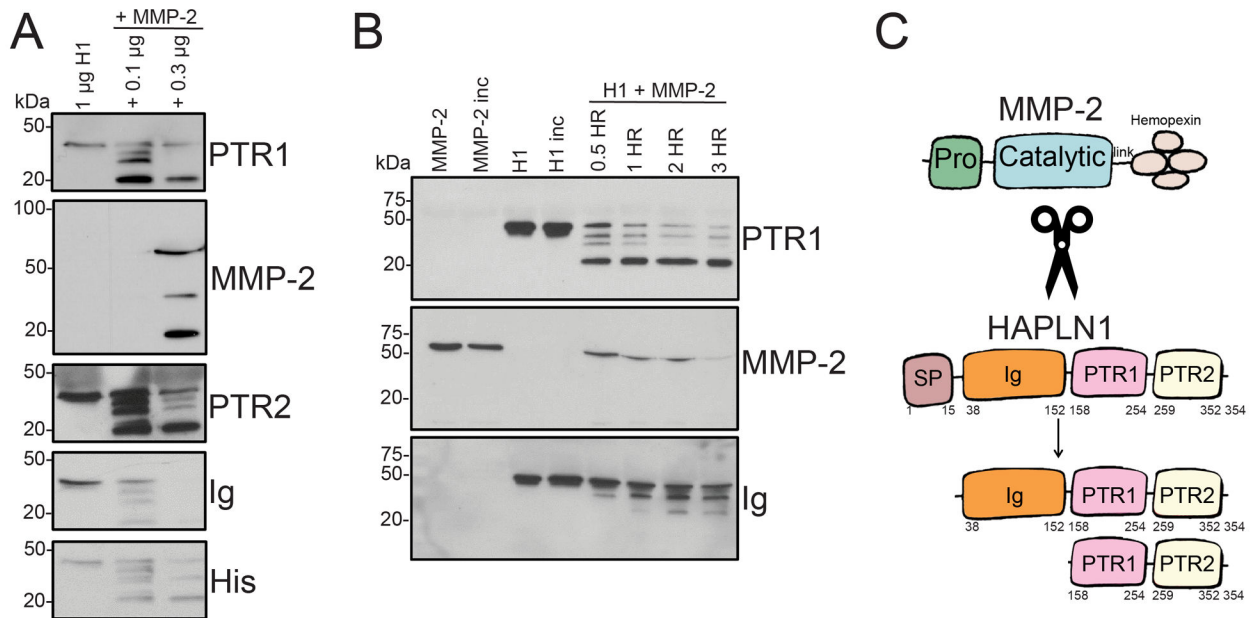 A
+ MMP-2
1 µg H1
+ 0.1 µg
+ 0.3 µg
kDa
50-
20-
PTR1
100-
50-
20-
MMP-2
50-
20-
PTR2
50-
20-
Ig
50-
20-
His
B
H1 + MMP-2
MMP-2
MMP-2 inc
H1
H1 inc
0.5 HR
1 HR
2 HR
3 HR
kDa
75-
50-
20-
PTR1
75-
50-
20-
MMP-2
75-
50-
20-
Ig
C
MMP-2
Hemopexin
Pro
Catalytic
link
HAPLN1
SP
Ig
PTR1
PTR2
1 15 38 152 158 254 259 352 354
Ig
PTR1
PTR2
38 152 158 254 259 352 354
PTR1
PTR2
158 254 259 352 354